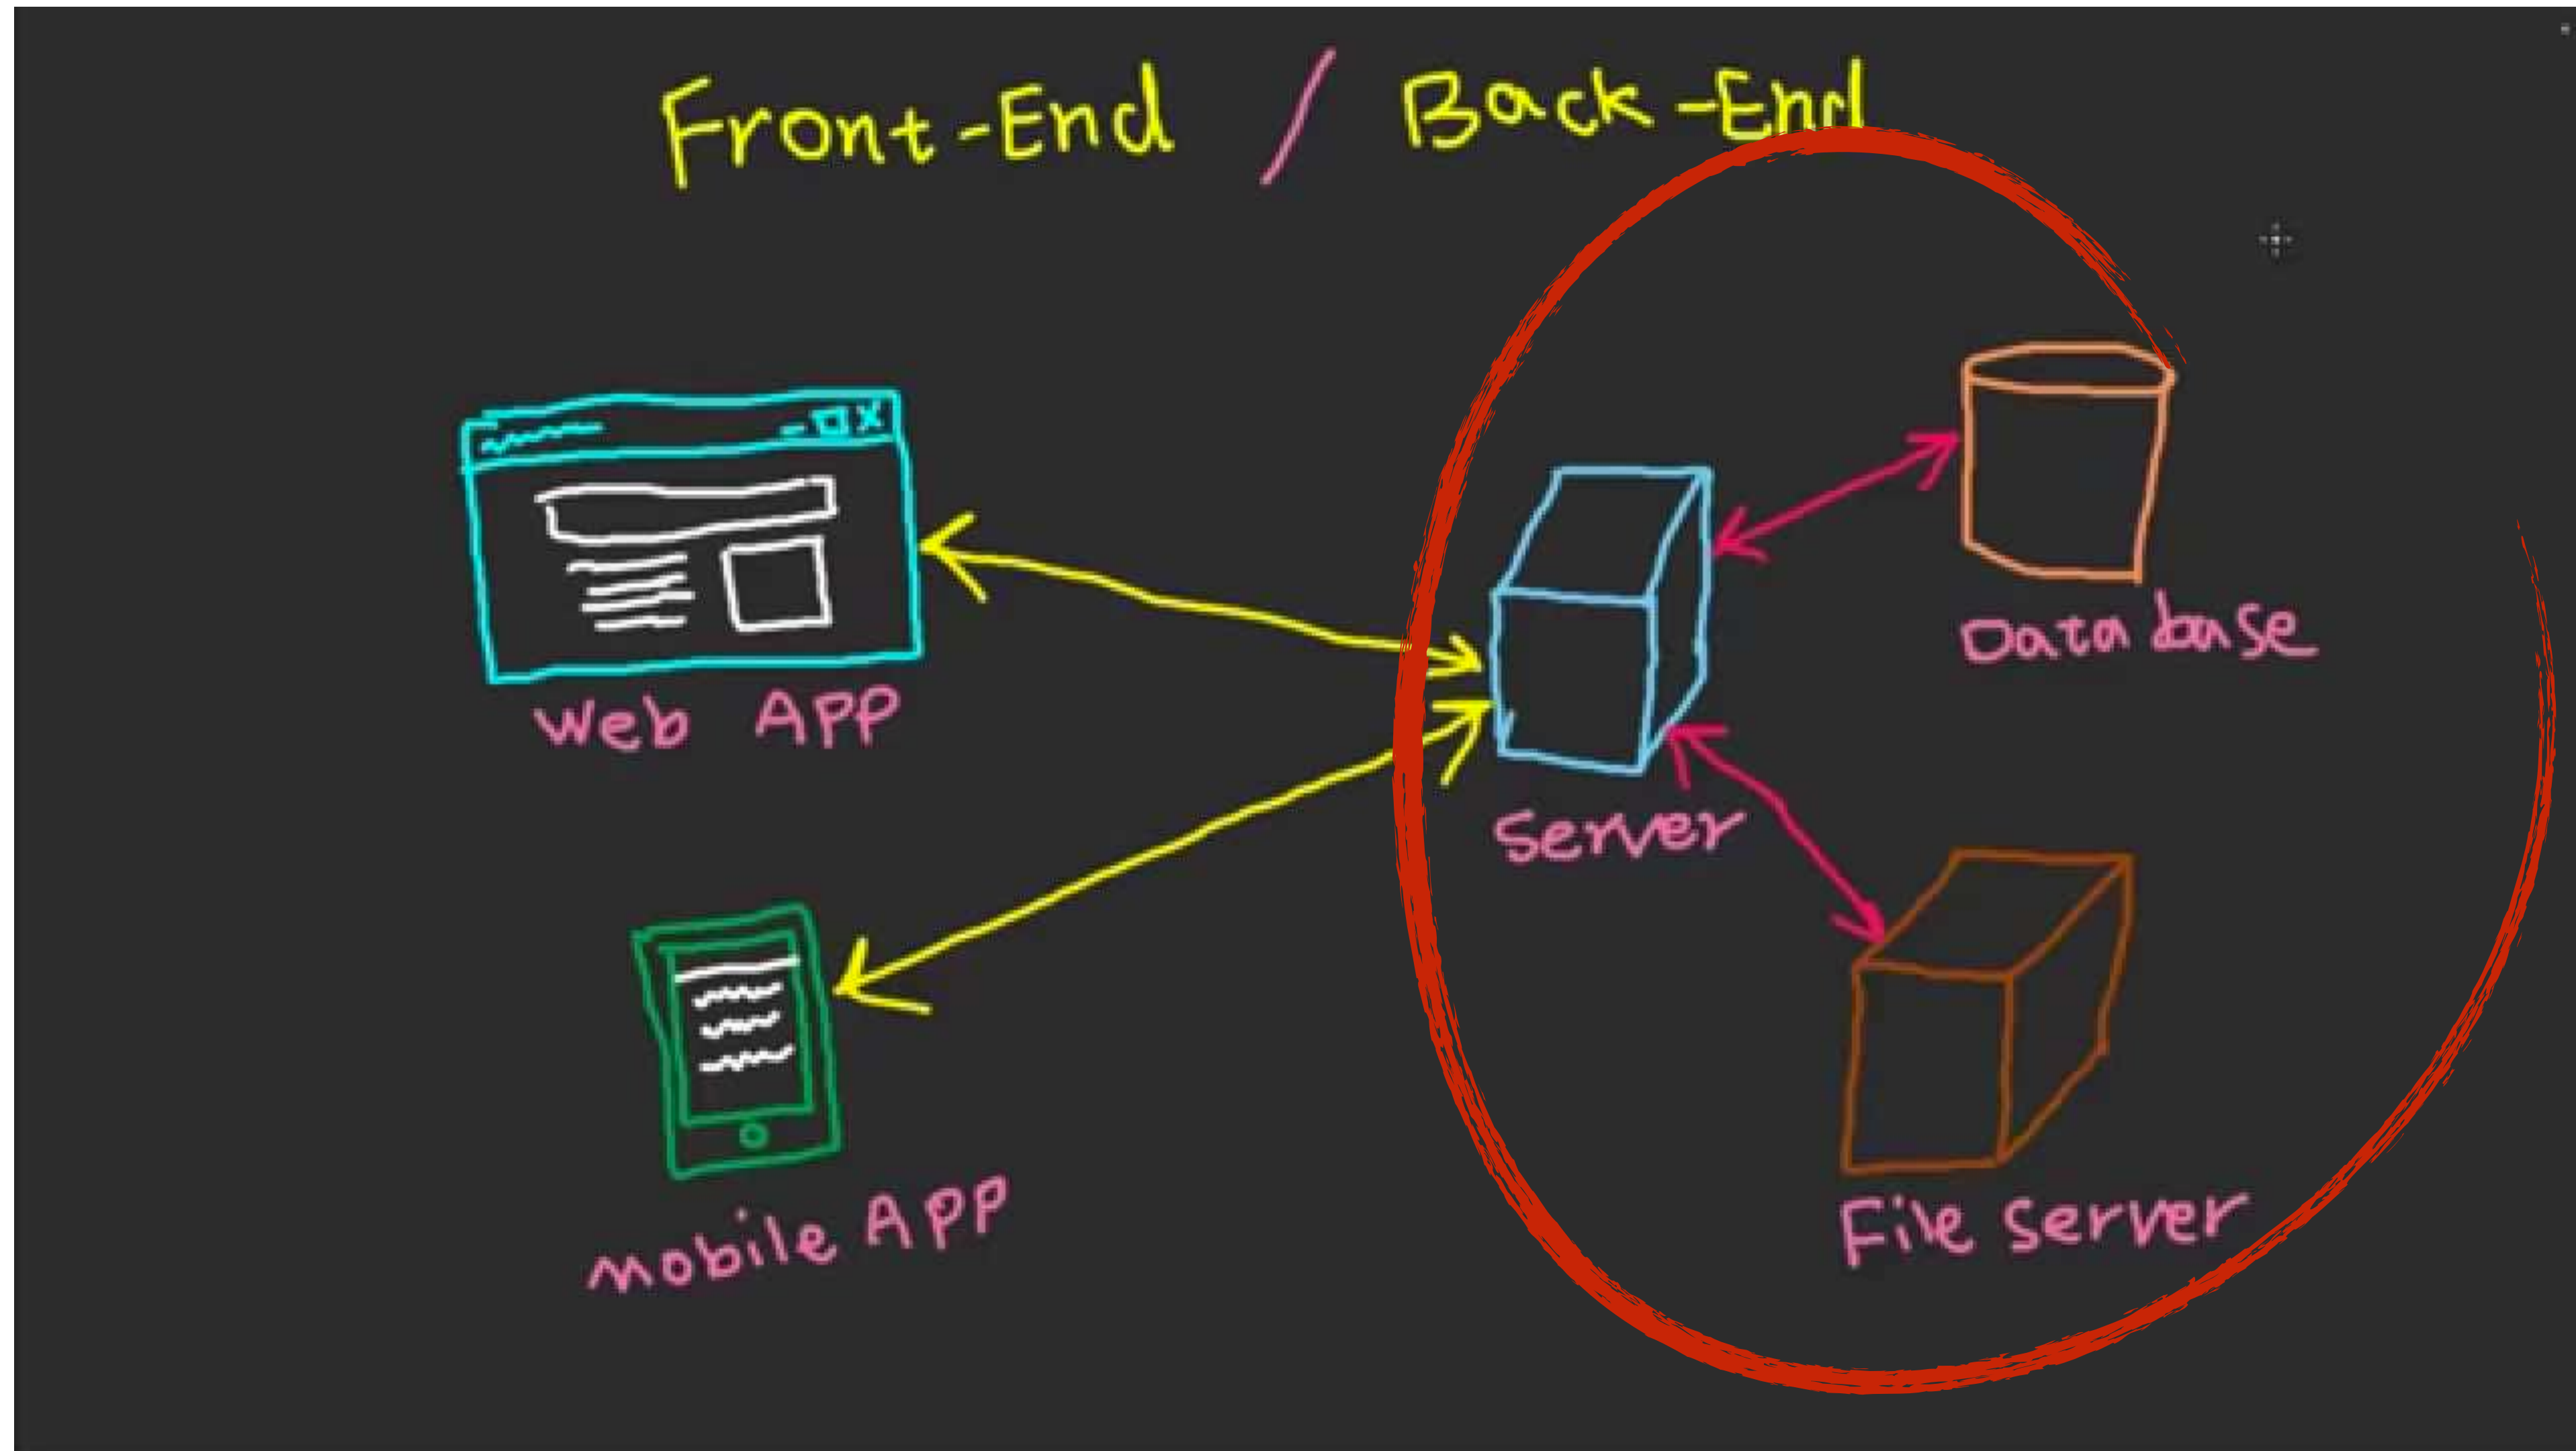 Front-End / Back-End
Web App
Database
Server
mobile App
File Server